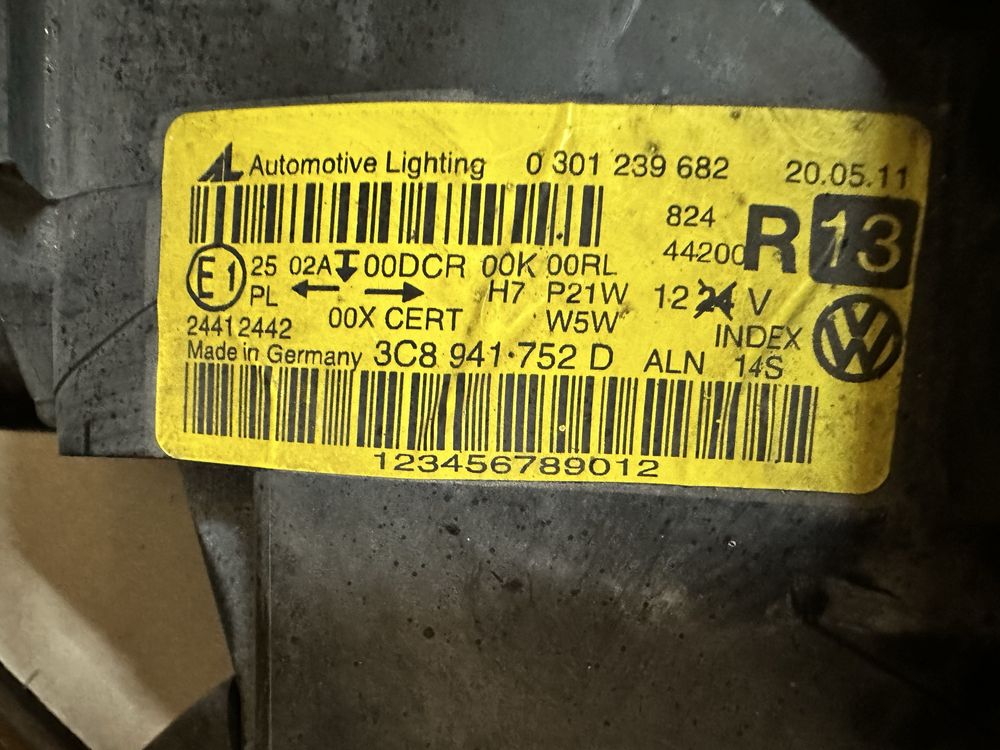 AL Automotive Lighting 0 301 239 682 20.05.11
824
44200 R 13
E1 25 02A 00DCR 00K 00RL
PL H7 P21W 12 24 V
24412442 00X CERT W5W INDEX
Made in Germany 3C8 941·752 D ALN 14S
123456789012